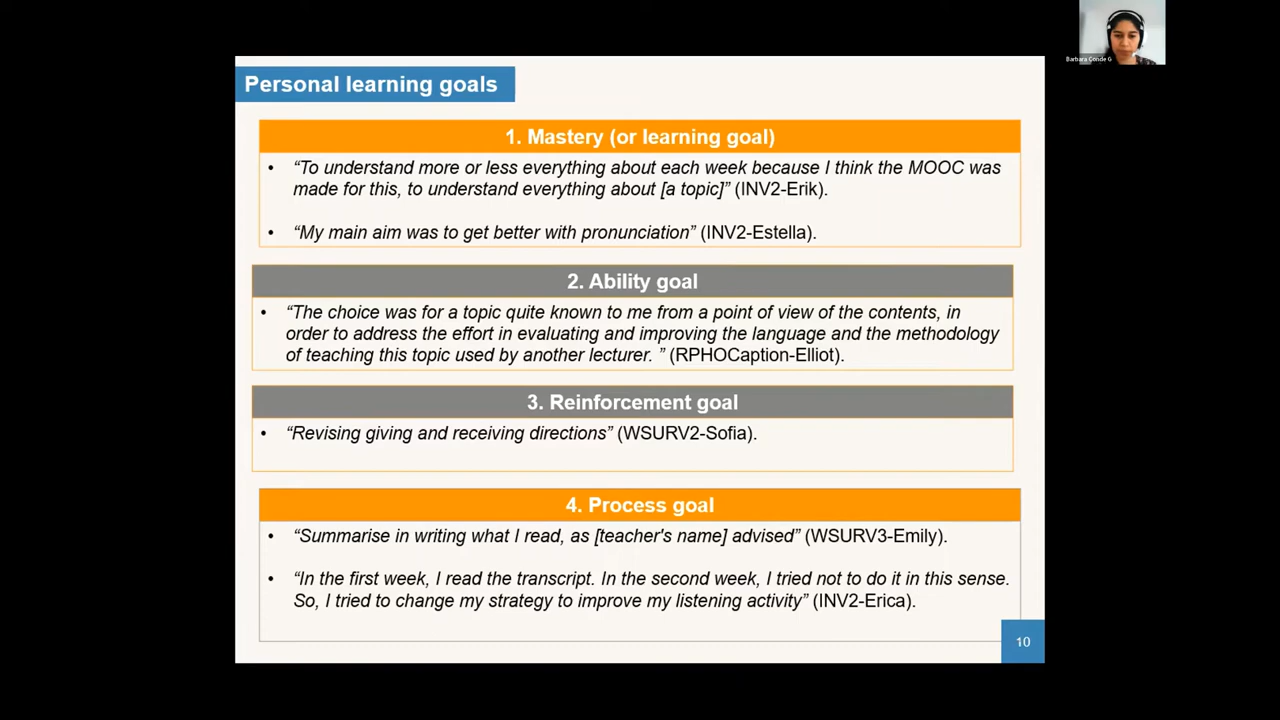 Barbara Conde G
Personal learning goals
1. Mastery (or learning goal)
• “To understand more or less everything about each week because I think the MOOC was
made for this, to understand everything about [a topic]” (INV2-Erik).
• “My main aim was to get better with pronunciation” (INV2-Estella).
2. Ability goal
• “The choice was for a topic quite known to me from a point of view of the contents, in
order to address the effort in evaluating and improving the language and the methodology
of teaching this topic used by another lecturer. ” (RPHOCaption-Elliot).
3. Reinforcement goal
• “Revising giving and receiving directions” (WSURV2-Sofia).
4. Process goal
• “Summarise in writing what I read, as [teacher's name] advised” (WSURV3-Emily).
• “In the first week, I read the transcript. In the second week, I tried not to do it in this sense.
So, I tried to change my strategy to improve my listening activity” (INV2-Erica).
10